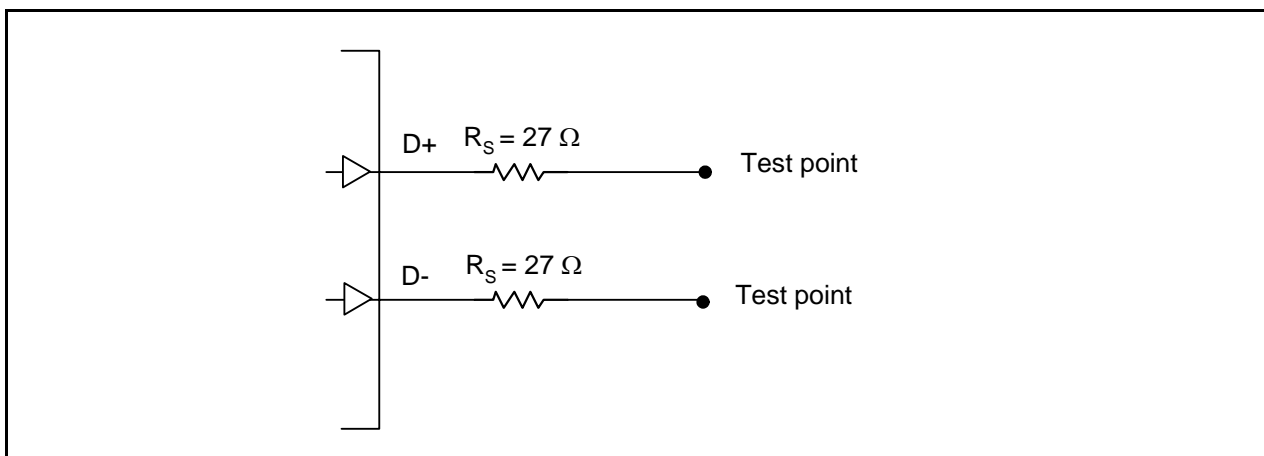 D+ R_S = 27 Ω
Test point
D- R_S = 27 Ω
Test point